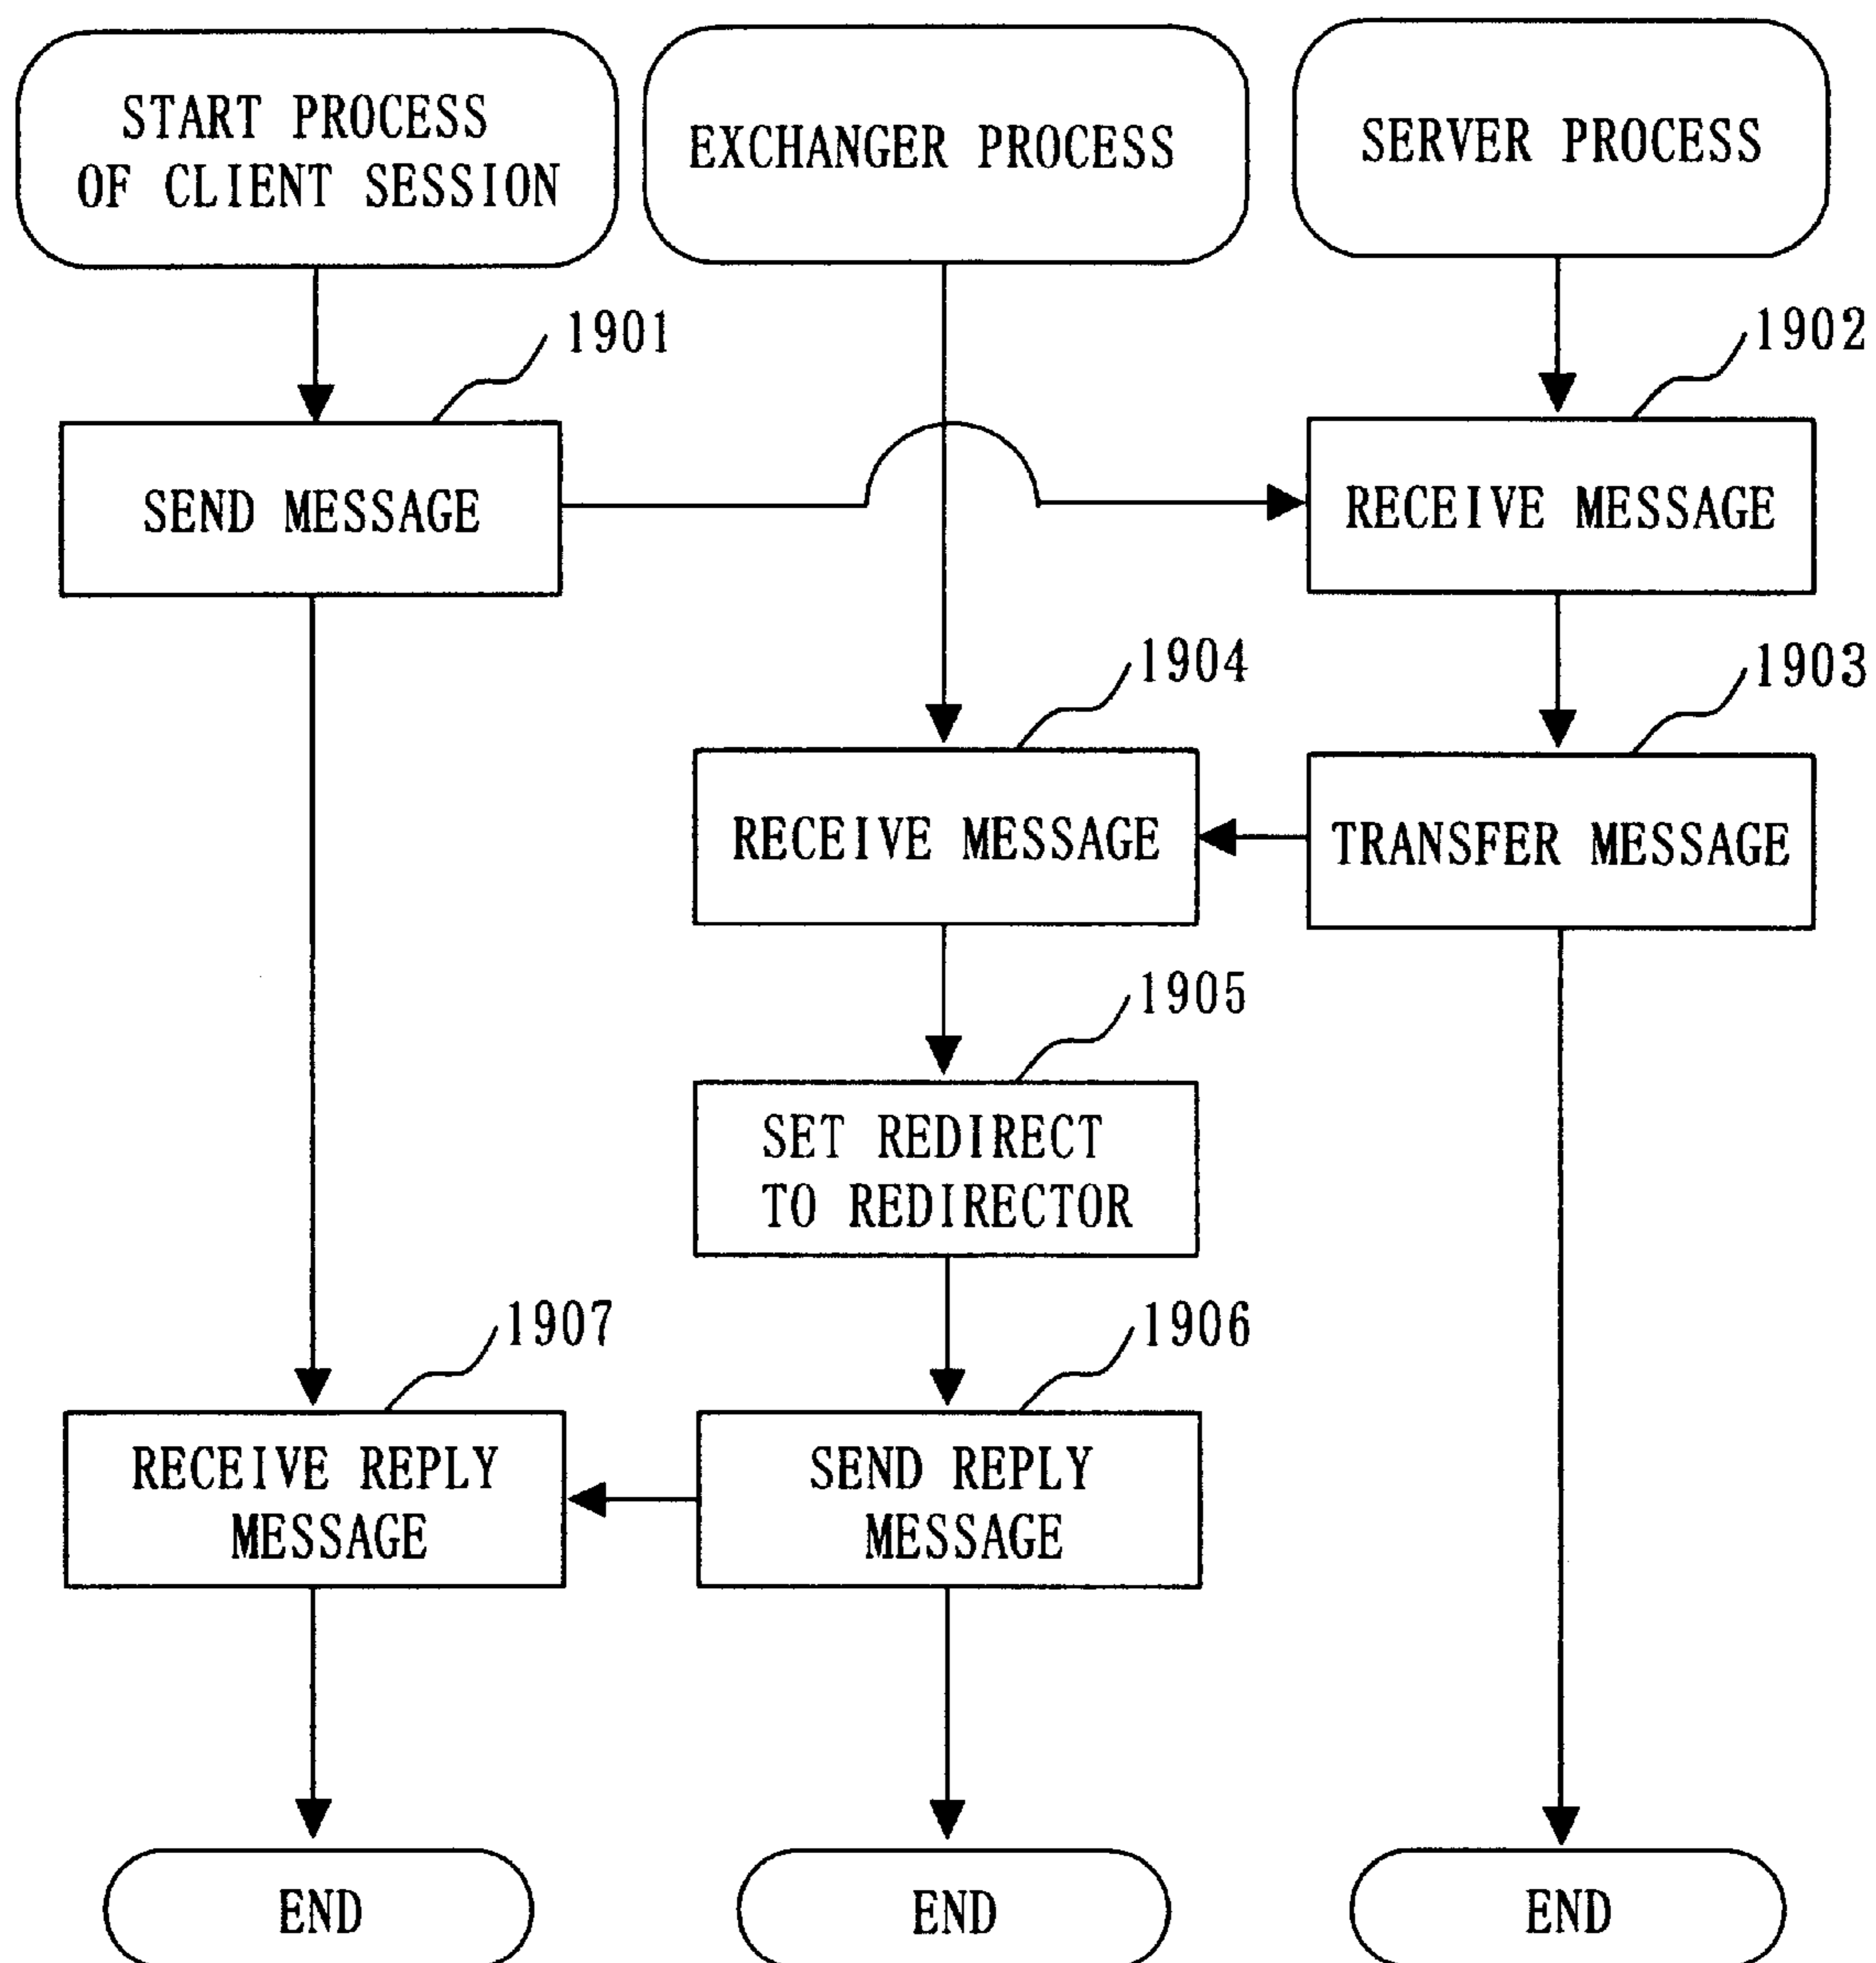 START PROCESS
OF CLIENT SESSION
EXCHANGER PROCESS
SERVER PROCESS
1901
1902
SEND MESSAGE
RECEIVE MESSAGE
1904
1903
RECEIVE MESSAGE
TRANSFER MESSAGE
1905
SET REDIRECT
TO REDIRECTOR
1907
1906
RECEIVE REPLY
MESSAGE
SEND REPLY
MESSAGE
END
END
END